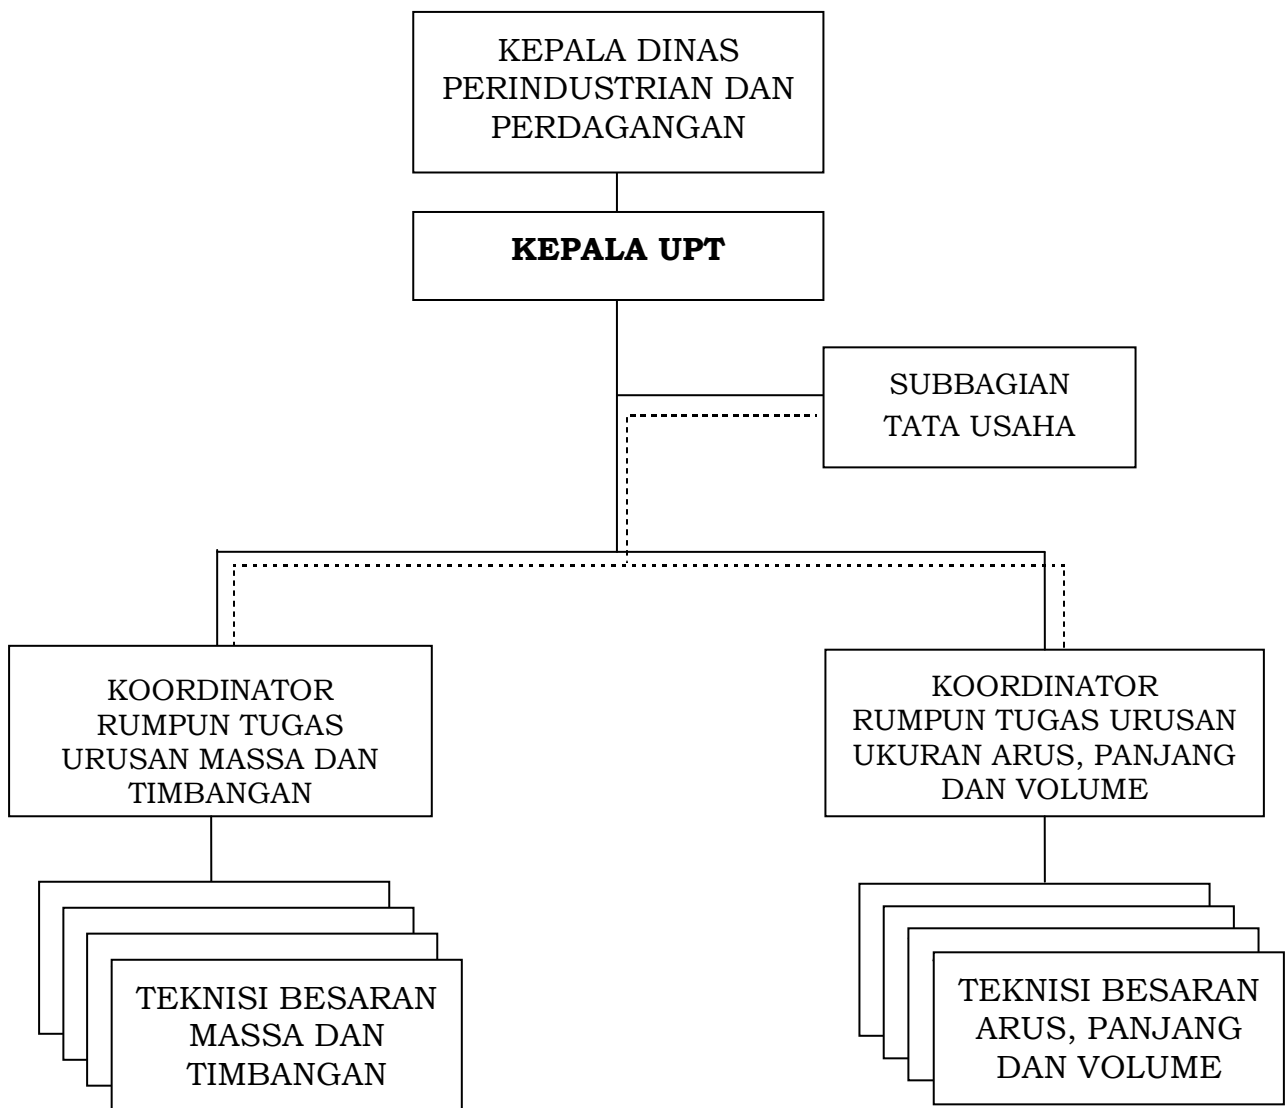 KEPALA DINAS
PERINDUSTRIAN DAN
PERDAGANGAN
KEPALA UPT
SUBBAGIAN
TATA USAHA
KOORDINATOR
RUMPUN TUGAS
URUSAN MASSA DAN
TIMBANGAN
KOORDINATOR
RUMPUN TUGAS URUSAN
UKURAN ARUS, PANJANG
DAN VOLUME
TEKNISI BESARAN
MASSA DAN
TIMBANGAN
TEKNISI BESARAN
ARUS, PANJANG
DAN VOLUME